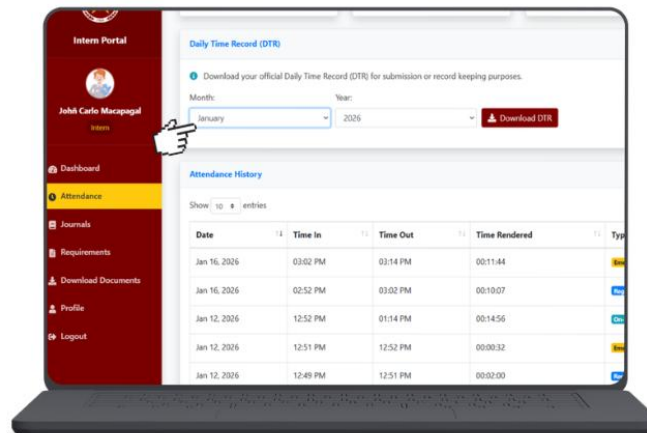 Intern Portal
Johñ Carlo Macapagal
Intern
Dashboard
Attendance
Journals
Requirements
Download Documents
Profile
Logout
Daily Time Record (DTR)
Download your official Daily Time Record (DTR) for submission or record keeping purposes.
Month: Year:
January 2026 Download DTR
Attendance History
Show 10 entries
Date Time In Time Out Time Rendered Typ
Jan 16, 2026 03:02 PM 03:14 PM 00:11:44
Jan 16, 2026 02:52 PM 03:02 PM 00:10:07
Jan 12, 2026 12:52 PM 01:14 PM 00:14:56
Jan 12, 2026 12:51 PM 12:52 PM 00:00:32
Jan 12, 2026 12:49 PM 12:51 PM 00:02:00